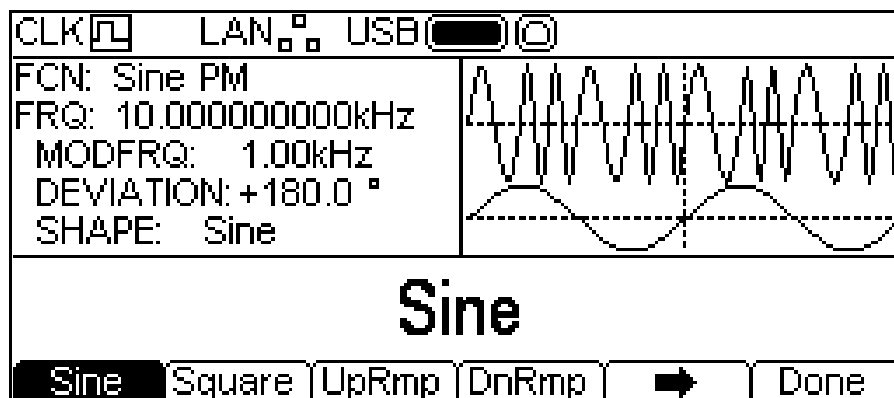 CLK LAN USB
FCN: Sine PM
FRQ: 10.000000000kHz
MODFRQ: 1.00kHz
DEVIATION: +180.0 °
SHAPE: Sine
Sine
Sine Square UpRmp DnRmp Done